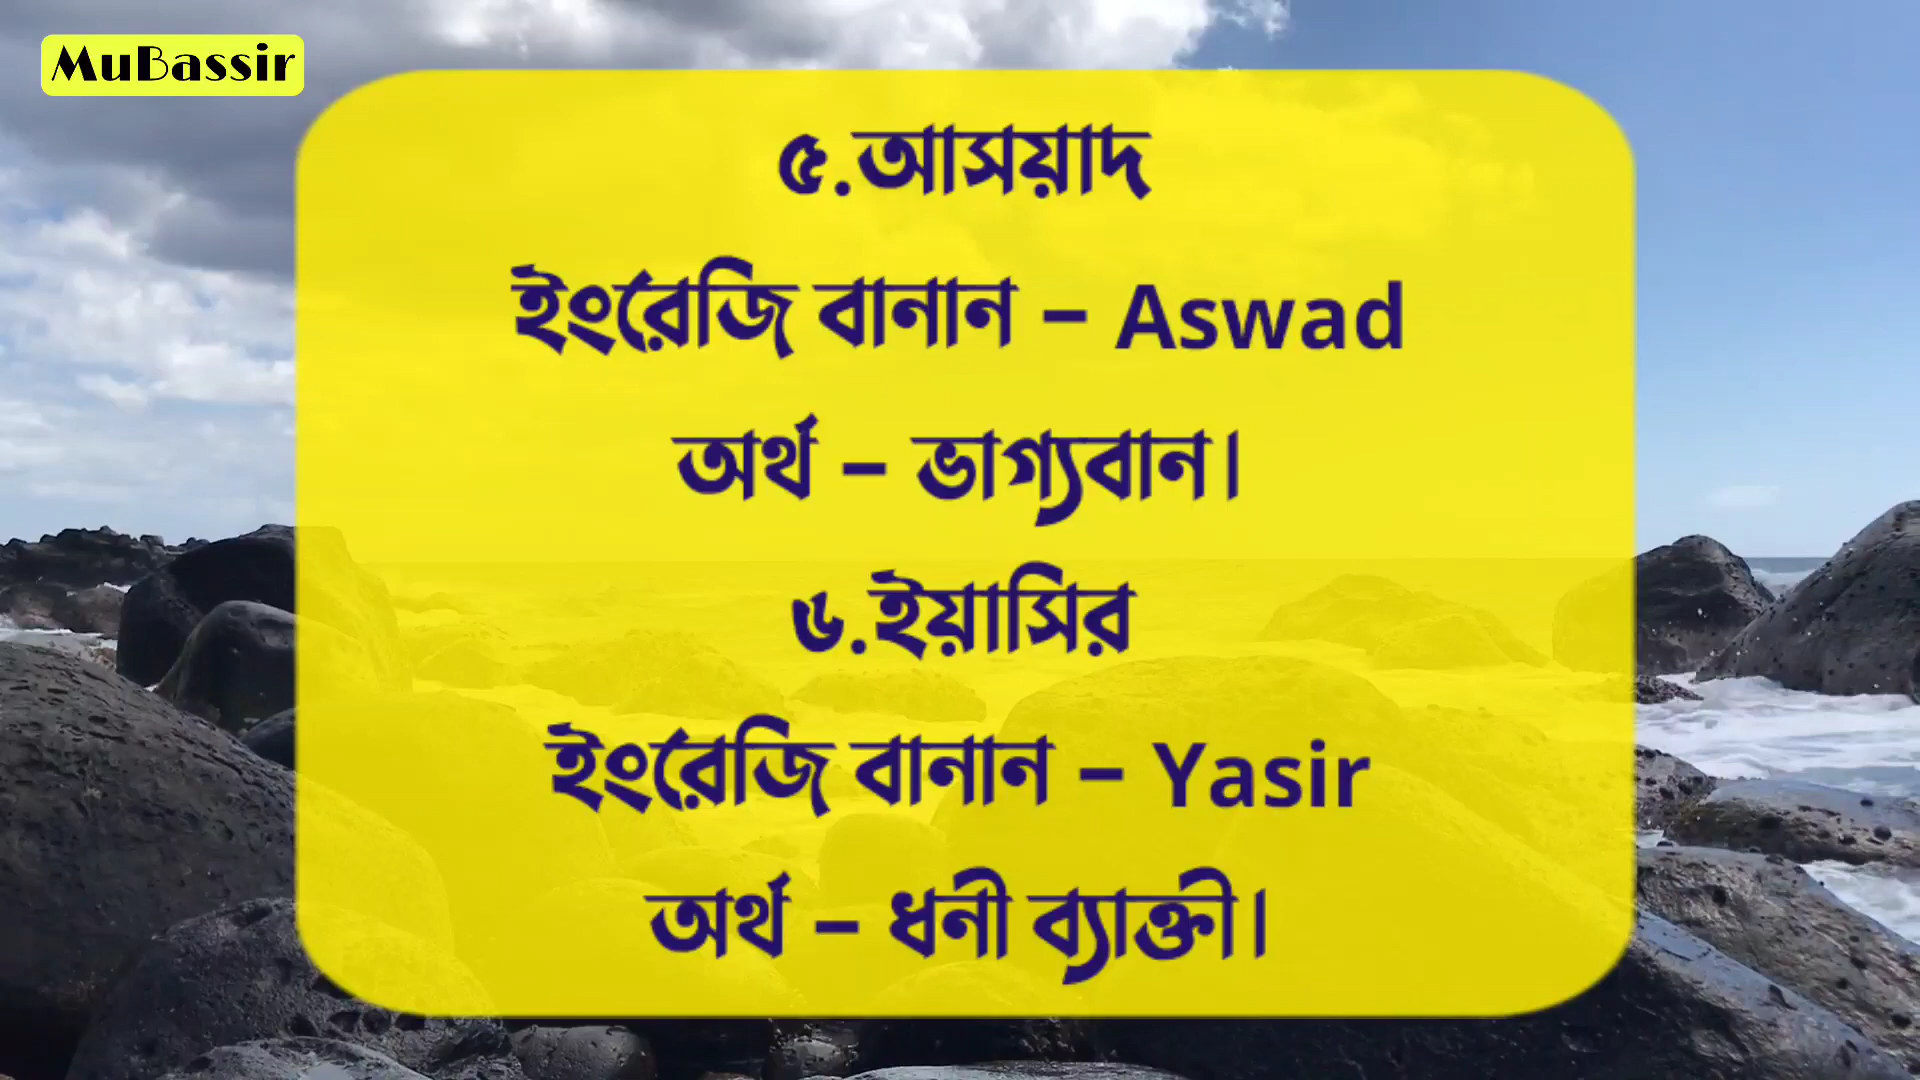 MuBassir
৫.আসয়াদ
ইংরেজি বানান – Aswad
অর্থ – ভাগ্যবান।
৬.ইয়াসির
ইংরেজি বানান – Yasir
অর্থ – ধনী ব্যাক্তী।